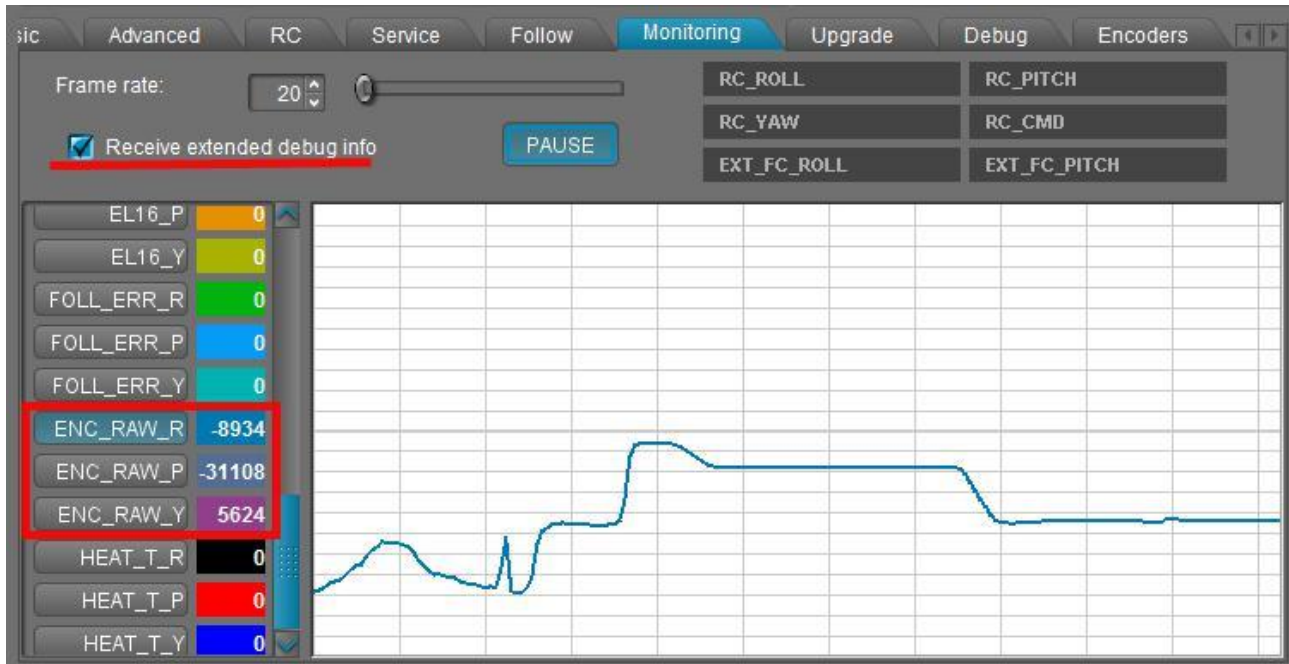 sic Advanced RC Service Follow Monitoring Upgrade Debug Encoders
Frame rate: 20
RC_ROLL RC_PITCH
RC_YAW RC_CMD
Receive extended debug info PAUSE
EXT_FC_ROLL EXT_FC_PITCH
EL16_P 0
EL16_Y 0
FOLL_ERR_R 0
FOLL_ERR_P 0
FOLL_ERR_Y 0
ENC_RAW_R -8934
ENC_RAW_P -31108
ENC_RAW_Y 5624
HEAT_T_R 0
HEAT_T_P 0
HEAT_T_Y 0